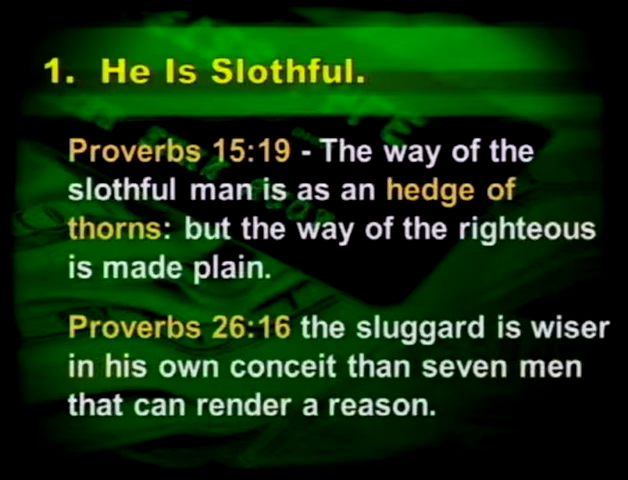 1. He Is Slothful.
Proverbs 15:19 - The way of the
slothful man is as an hedge of
thorns: but the way of the righteous
is made plain.
Proverbs 26:16 the sluggard is wiser
in his own conceit than seven men
that can render a reason.